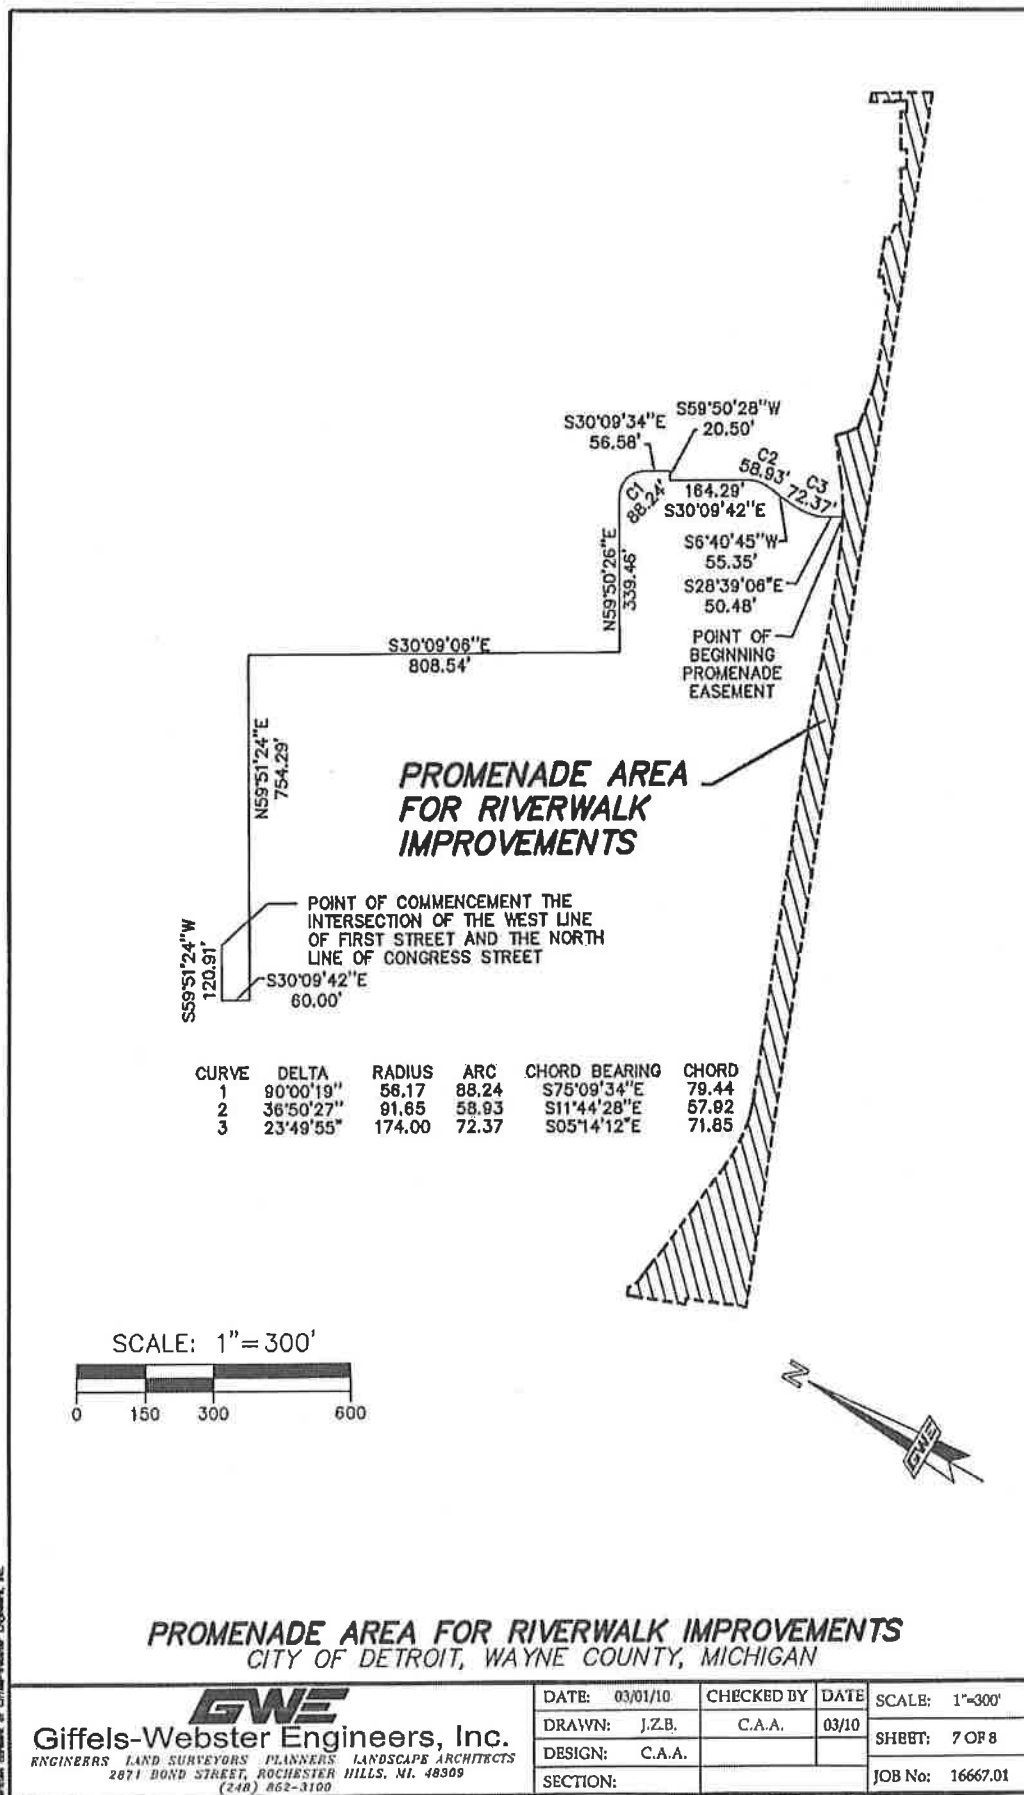 S59°50'28"W
20.50'
S30°09'34"E
56.58'
C1
88.24'
C2
58.93'
C3
72.37'
164.29'
S30°09'42"E
S6°40'45"W
55.35'
S28°39'06"E
50.48'
POINT OF
BEGINNING
PROMENADE
EASEMENT
N59°50'26"E
339.46'
S30°09'06"E
808.54'
N59°51'24"E
754.29'
PROMENADE AREA
FOR RIVERWALK
IMPROVEMENTS
POINT OF COMMENCEMENT THE
INTERSECTION OF THE WEST LINE
OF FIRST STREET AND THE NORTH
LINE OF CONGRESS STREET
S59°51'24"W
120.91'
S30°09'42"E
60.00'
CURVE DELTA RADIUS ARC CHORD BEARING CHORD
1 90°00'19" 56.17 88.24 S75°09'34"E 79.44
2 36°50'27" 91.65 58.93 S11°44'28"E 57.92
3 23°49'55" 174.00 72.37 S05°14'12"E 71.85
SCALE: 1"=300'
0 150 300 600
N
GWE
PROMENADE AREA FOR RIVERWALK IMPROVEMENTS
CITY OF DETROIT, WAYNE COUNTY, MICHIGAN
GWE
Giffels-Webster Engineers, Inc.
ENGINEERS LAND SURVEYORS PLANNERS LANDSCAPE ARCHITECTS
2871 BOND STREET, ROCHESTER HILLS, MI. 48309
(248) 852-3100
DATE: 03/01/10 CHECKED BY DATE SCALE: 1"=300'
DRAWN: J.Z.B. C.A.A. 03/10
SHEET: 7 OF 8
DESIGN: C.A.A.
SECTION: JOB No: 16667.01